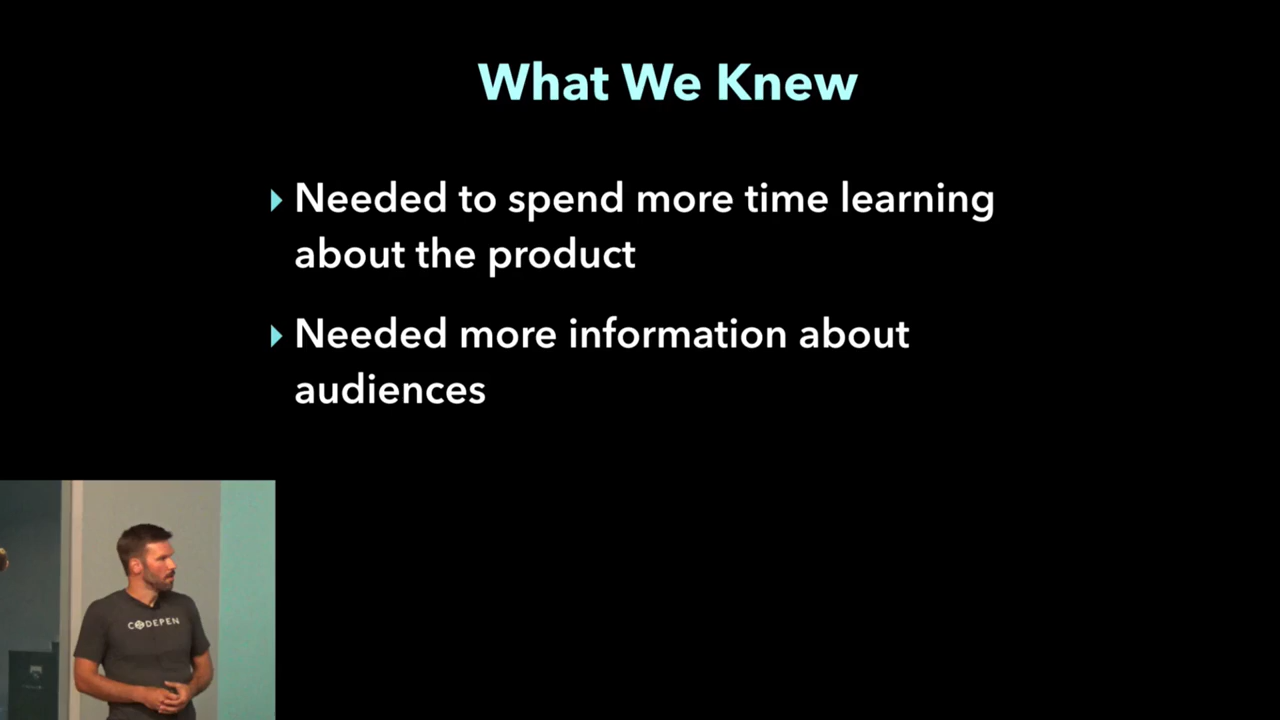 What We Knew
Needed to spend more time learning
about the product
Needed more information about
audiences
CODEPEN